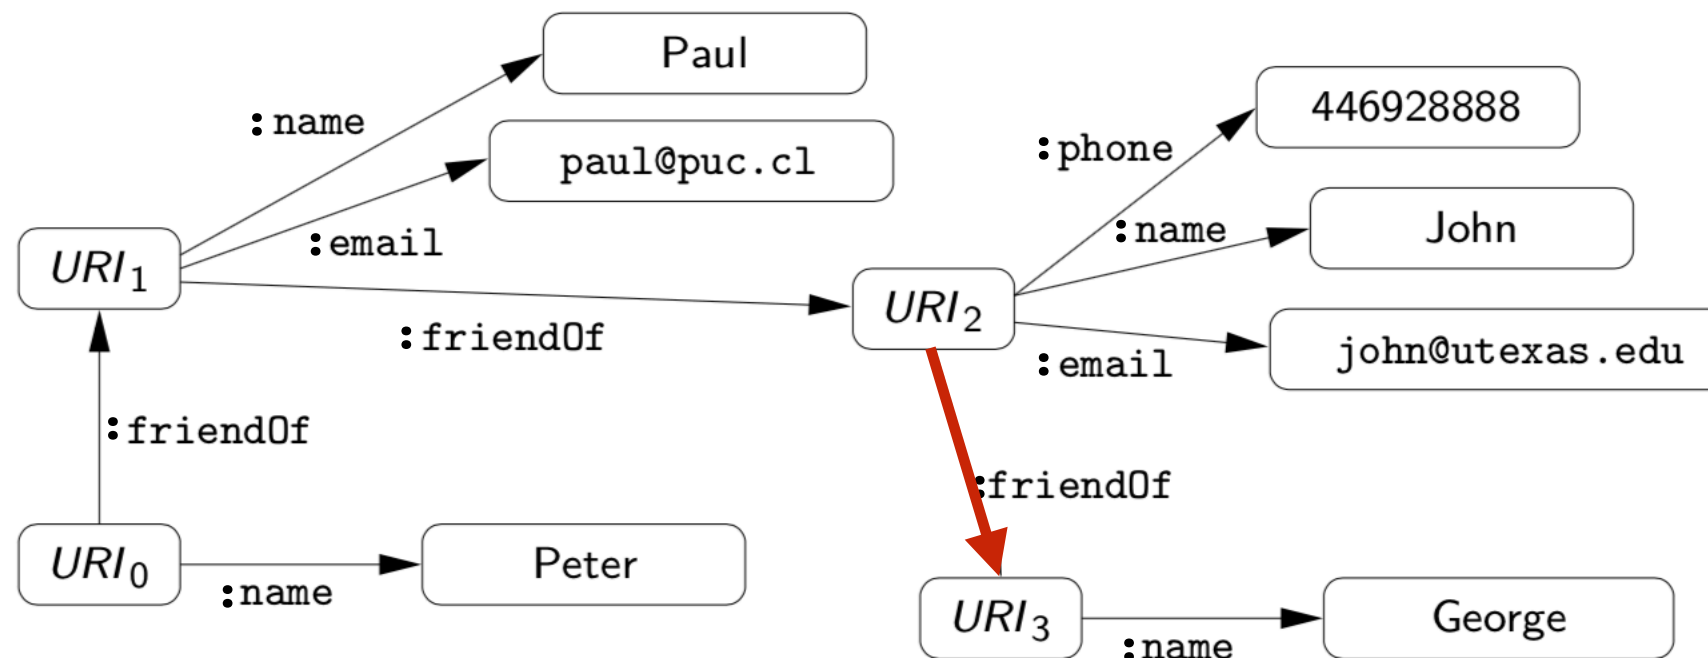 Paul
:name
446928888
paul@puc.cl
:phone
:name
John
:email
URI1
URI2
:friendOf
:email
john@utexas.edu
:friendOf
:friendOf
URI0
Peter
:name
URI3
George
:name